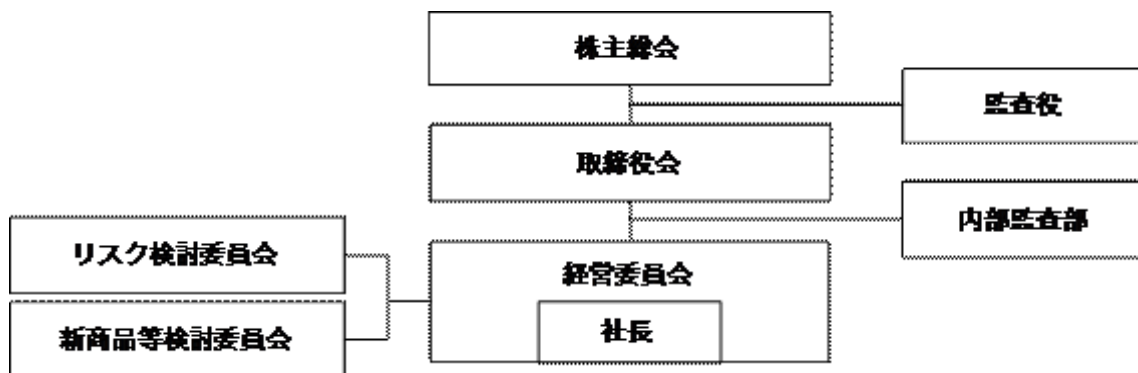 株主総会
監査役
取締役会
内部監査部
リスク検討委員会
経営委員会
新商品等検討委員会
社長